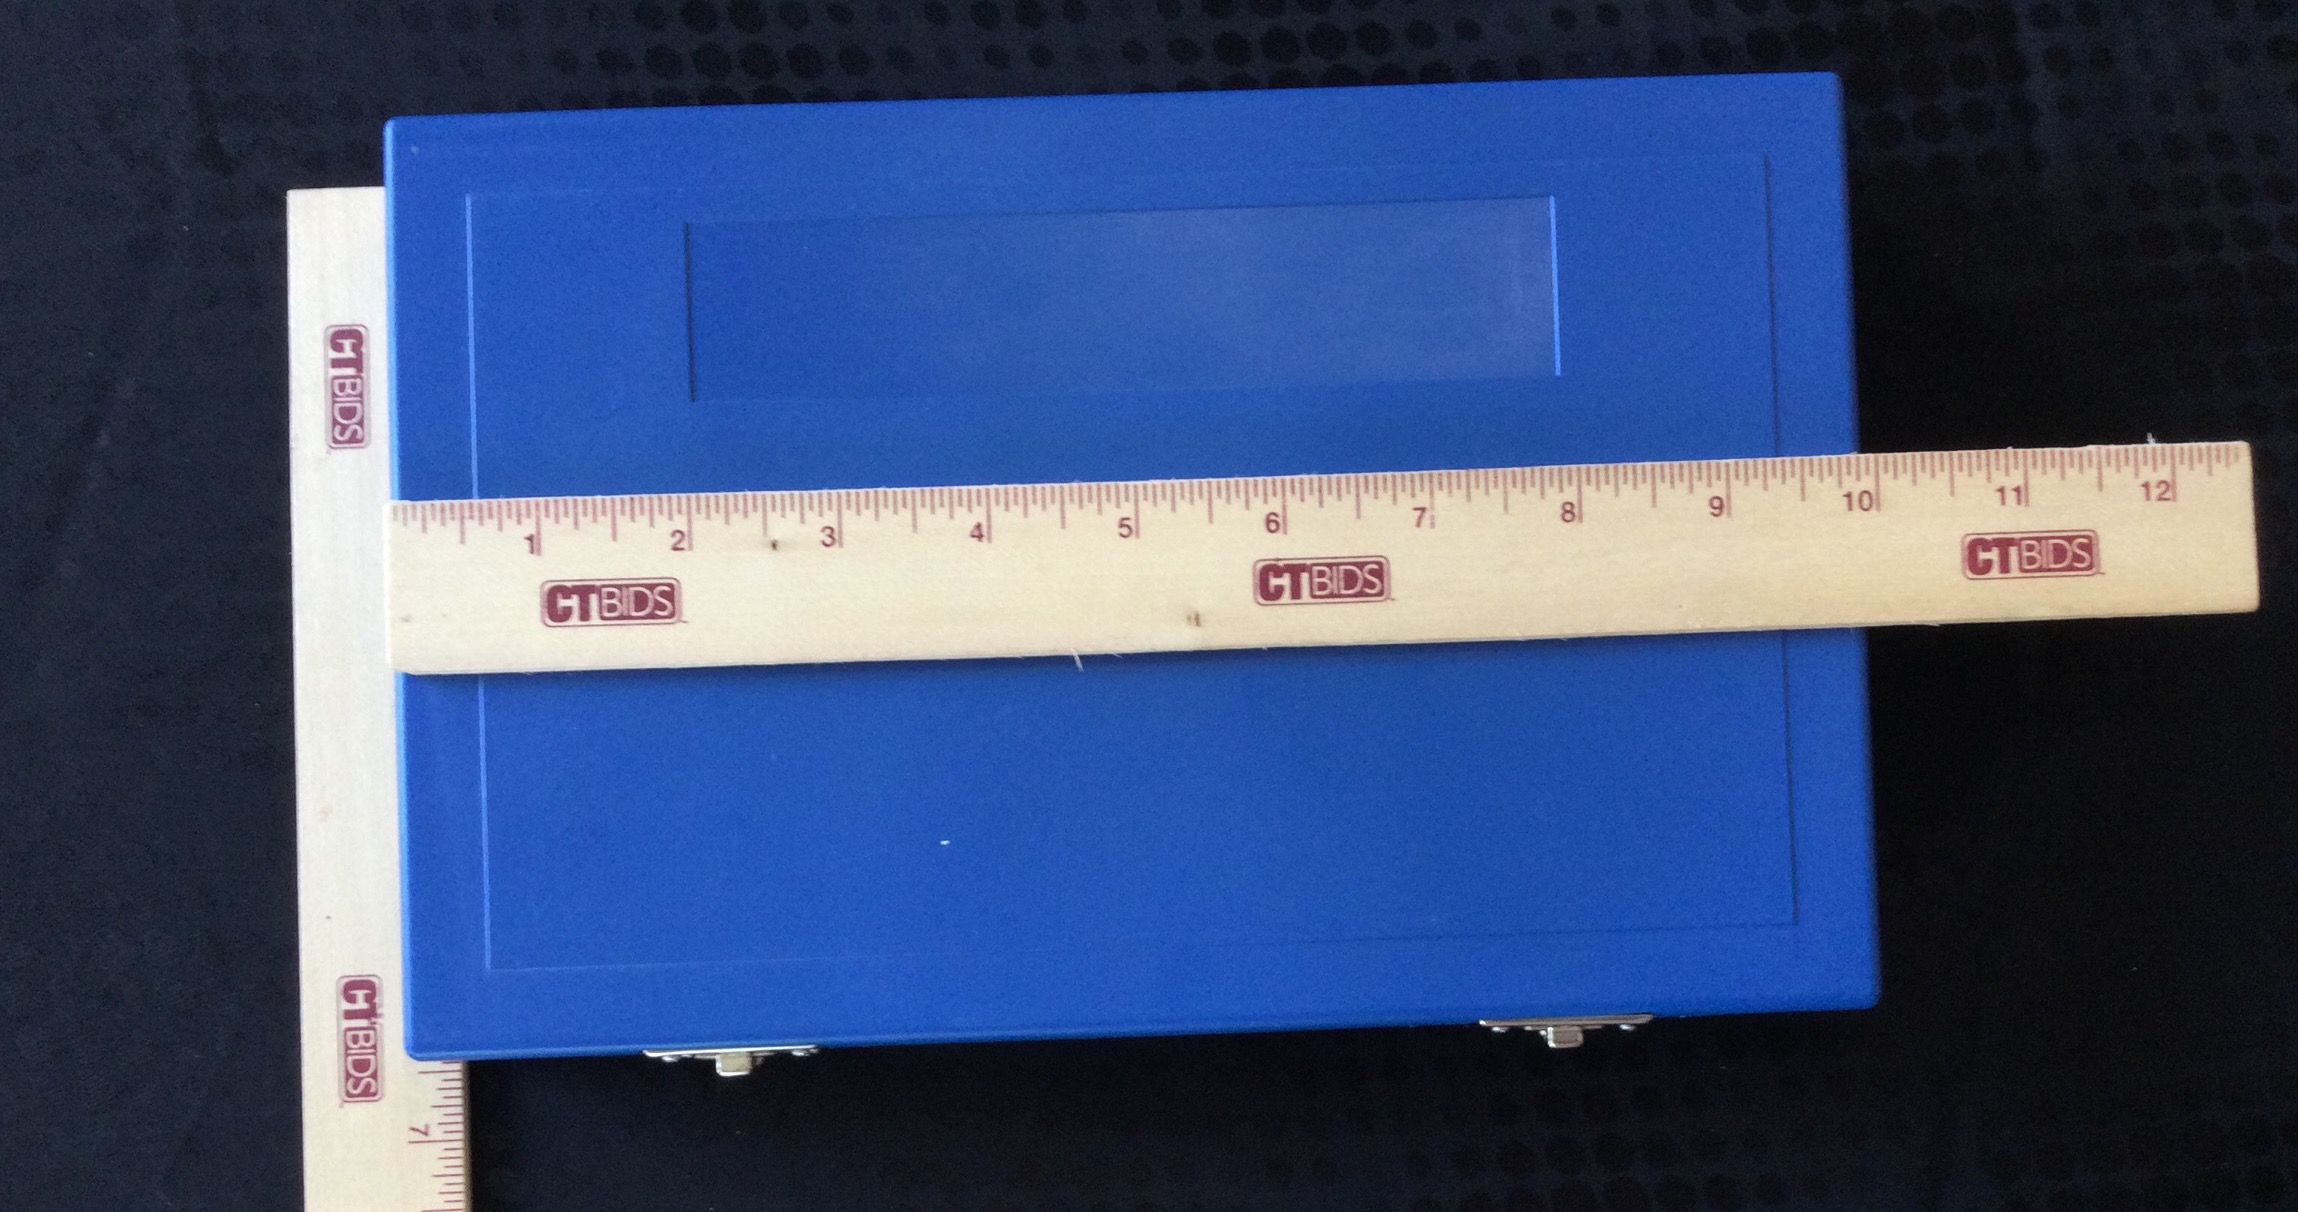 CTBIDS
1 2 3 4 5 6 7 8 9 10 11 12
CTBIDS CTBIDS CTBIDS
CTBIDS
7